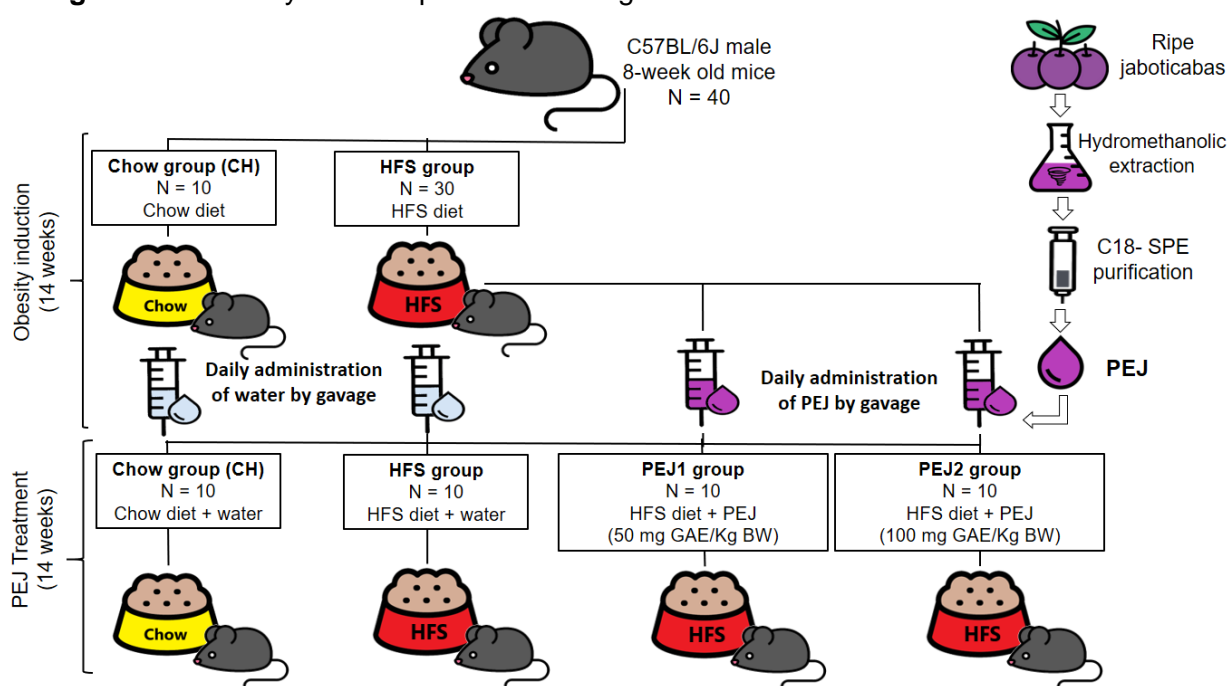 C57BL/6J male
8-week old mice
N = 40
Ripe
jaboticabas
Hydromethanolic
extraction
C18- SPE
purification
PEJ
Obesity induction
(14 weeks)
Chow group (CH)
N = 10
Chow diet
HFS group
N = 30
HFS diet
Chow
HFS
Daily administration
of water by gavage
Daily administration
of PEJ by gavage
PEJ Treatment
(14 weeks)
Chow group (CH)
N = 10
Chow diet + water
HFS group
N = 10
HFS diet + water
PEJ1 group
N = 10
HFS diet + PEJ
(50 mg GAE/Kg BW)
PEJ2 group
N = 10
HFS diet + PEJ
(100 mg GAE/Kg BW)
Chow
HFS
HFS
HFS